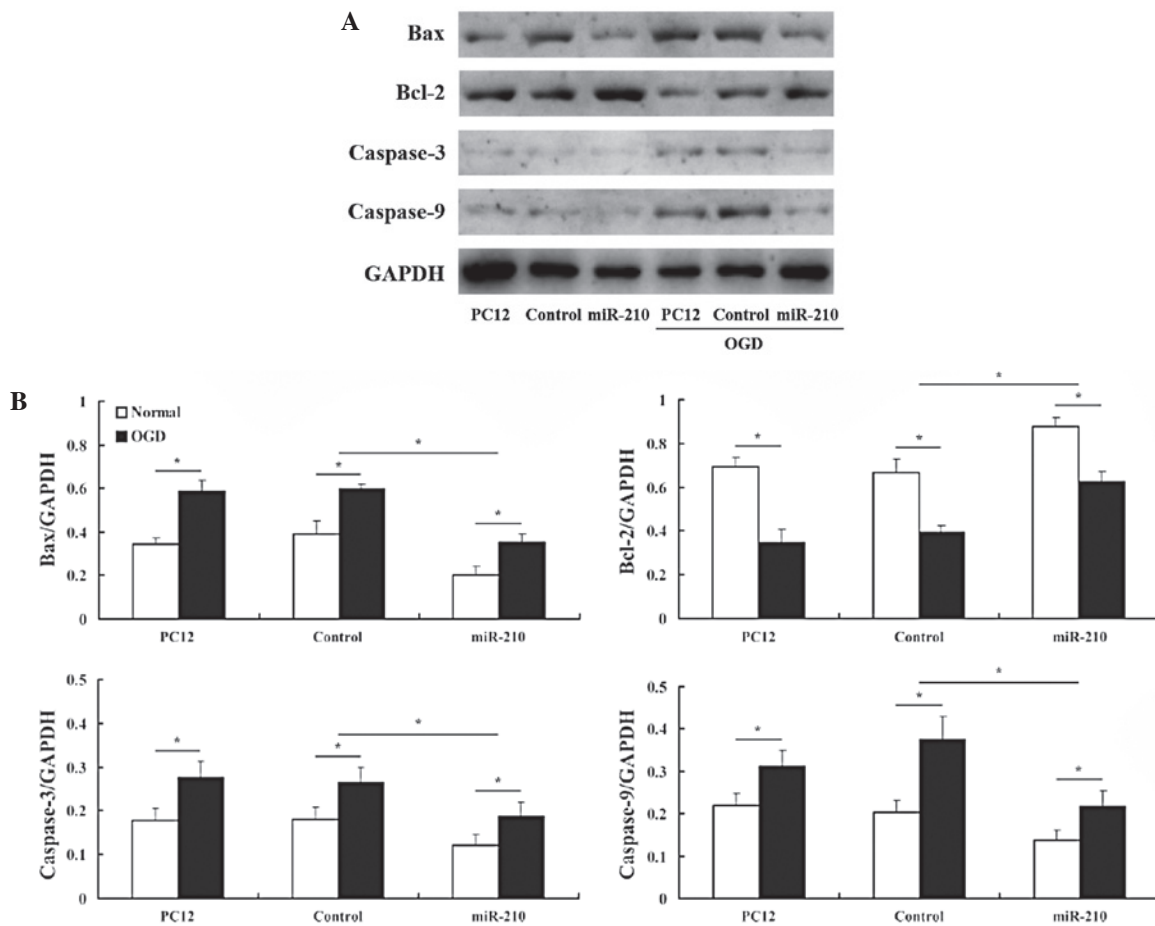 A
Bax
Bcl-2
Caspase-3
Caspase-9
GAPDH
PC12 Control miR-210 PC12 Control miR-210
OGD
B
Bax/GAPDH
1
0.8
0.6
0.4
0.2
0
Normal
OGD
*
*
*
*
PC12 Control miR-210
Bcl-2/GAPDH
1
0.8
0.6
0.4
0.2
0
*
*
*
*
PC12 Control miR-210
Caspase-3/GAPDH
0.5
0.4
0.3
0.2
0.1
0
*
*
*
*
PC12 Control miR-210
Caspase-9/GAPDH
0.5
0.4
0.3
0.2
0.1
0
*
*
*
*
PC12 Control miR-210